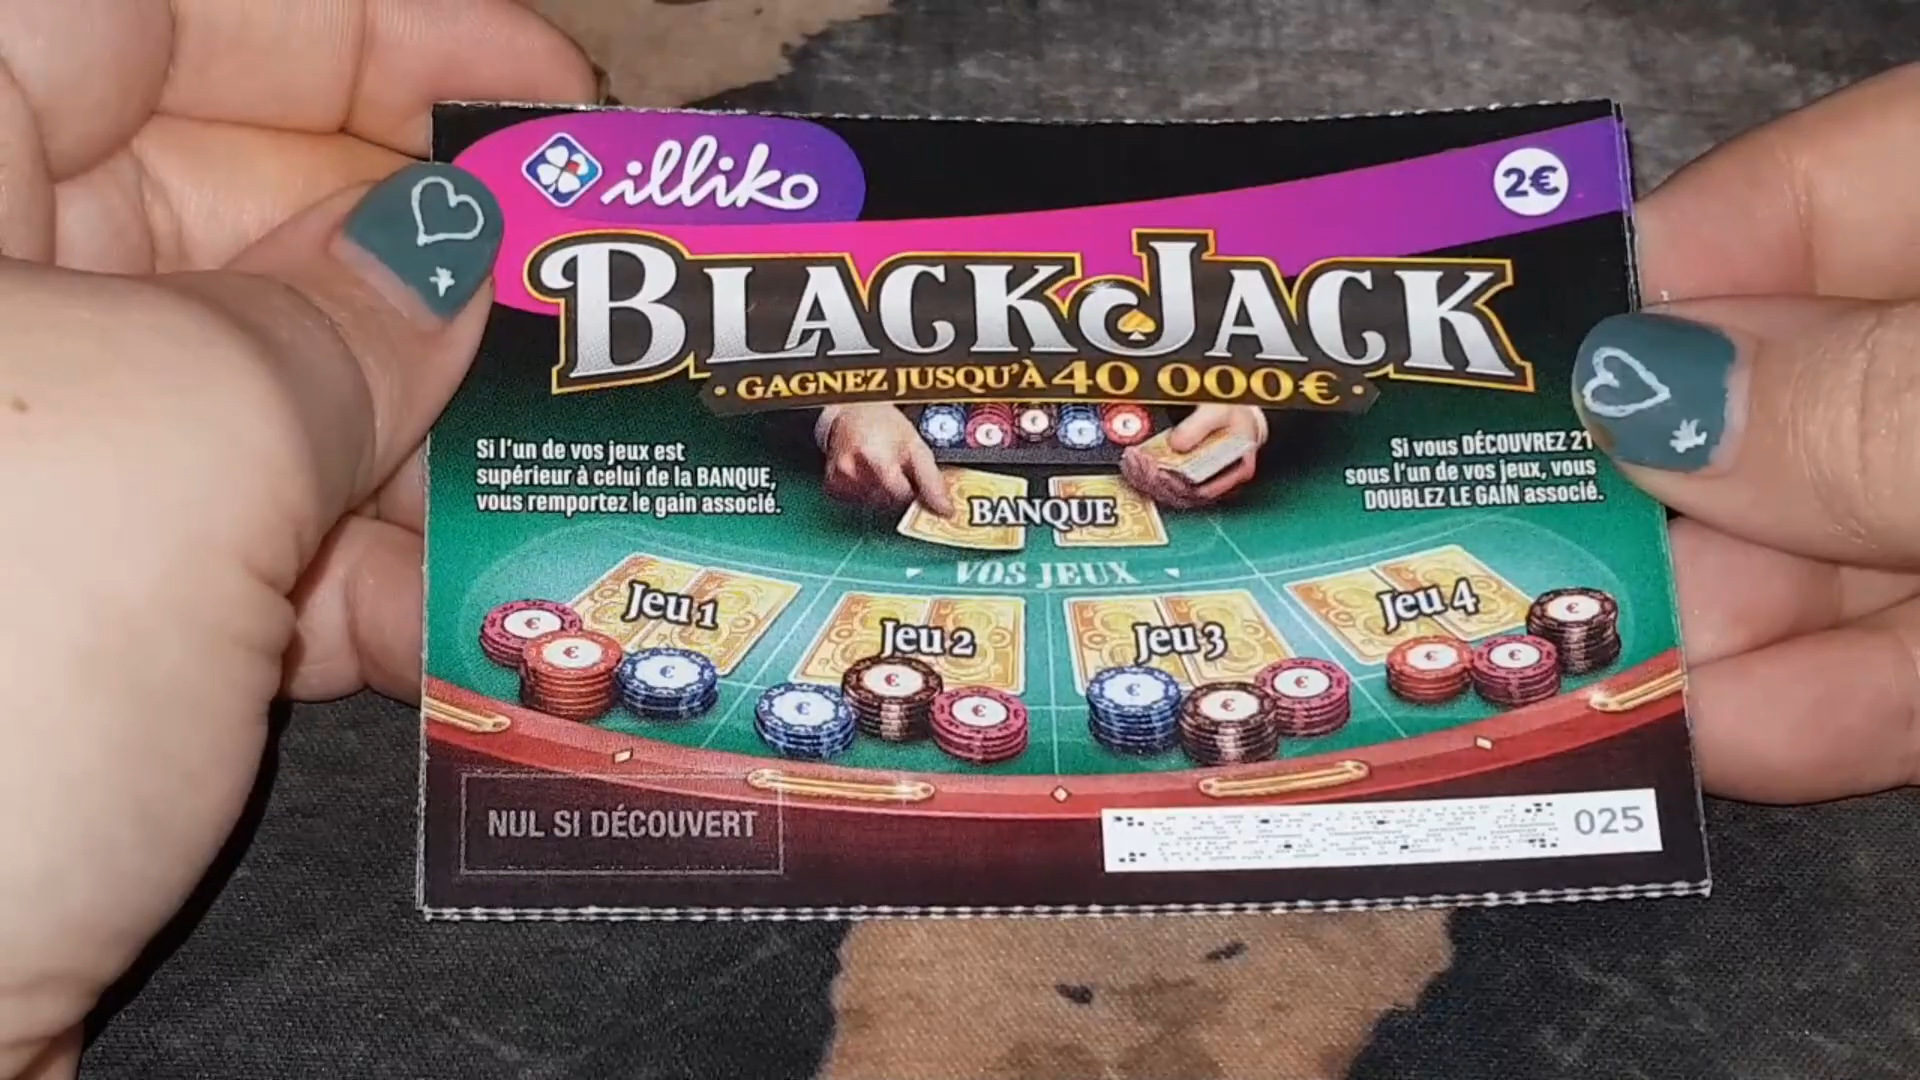 illiko
2€
BLACKJACK
• GAGNEZ JUSQU'À 40 000€ •
Si l'un de vos jeux est
supérieur à celui de la BANQUE,
vous remportez le gain associé.
Si vous DÉCOUVREZ 21
sous l'un de vos jeux, vous
DOUBLEZ LE GAIN associé.
BANQUE
VOS JEUX
Jeu 1
Jeu 2
Jeu 3
Jeu 4
NUL SI DÉCOUVERT
025